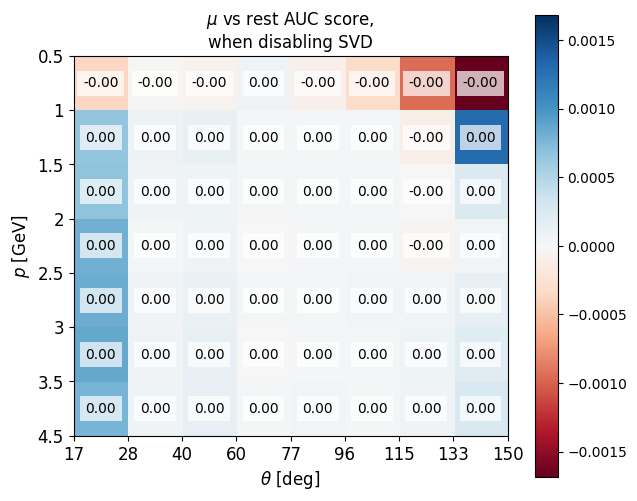 μ vs rest AUC score,
when disabling SVD
0.5
-0.00 -0.00 -0.00 0.00 -0.00 -0.00 -0.00 -0.00
1
0.00 0.00 0.00 0.00 0.00 0.00 -0.00 0.00
1.5
0.00 0.00 0.00 0.00 0.00 0.00 -0.00 0.00
2
0.00 0.00 0.00 0.00 0.00 0.00 -0.00 0.00
2.5
0.00 0.00 0.00 0.00 0.00 0.00 0.00 0.00
3
0.00 0.00 0.00 0.00 0.00 0.00 0.00 0.00
3.5
0.00 0.00 0.00 0.00 0.00 0.00 0.00 0.00
4.5
p [GeV]
17 28 40 60 77 96 115 133 150
θ [deg]
0.0015
0.0010
0.0005
0.0000
−0.0005
−0.0010
−0.0015